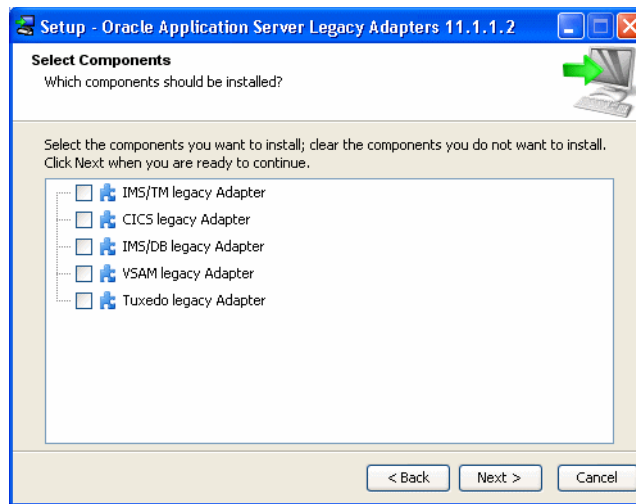 Setup - Oracle Application Server Legacy Adapters 11.1.1.2
Select Components
Which components should be installed?
Select the components you want to install; clear the components you do not want to install.
Click Next when you are ready to continue.
IMS/TM legacy Adapter
CICS legacy Adapter
IMS/DB legacy Adapter
VSAM legacy Adapter
Tuxedo legacy Adapter
< Back Next > Cancel